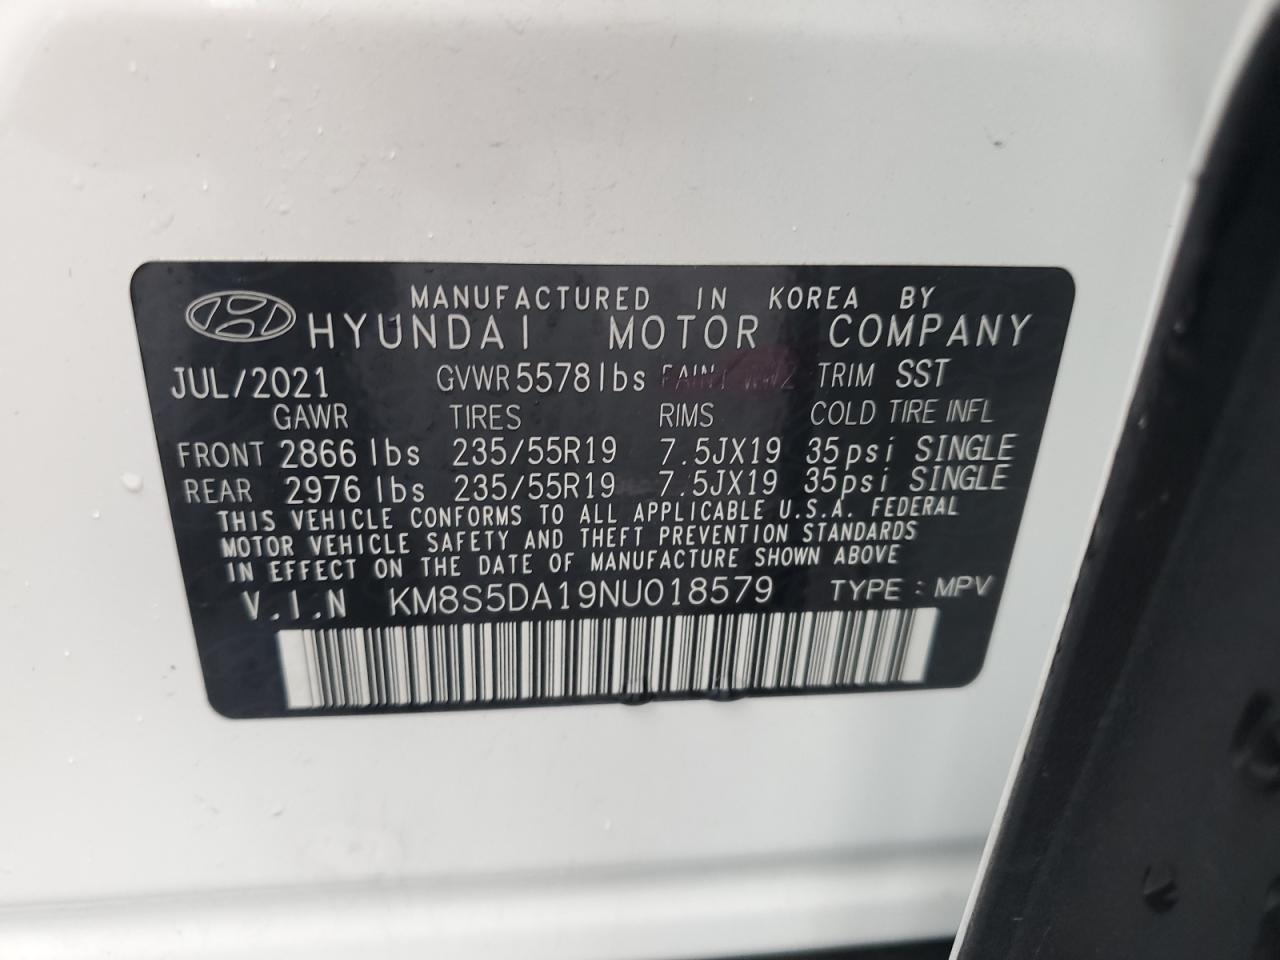 MANUFACTURED IN KOREA BY
HYUNDAI MOTOR COMPANY
JUL/2021 GVWR 5578lbs PAINT WW2 TRIM SST
GAWR TIRES RIMS COLD TIRE INFL
FRONT 2866 lbs 235/55R19 7.5JX19 35psi SINGLE
REAR 2976 lbs 235/55R19 7.5JX19 35psi SINGLE
THIS VEHICLE CONFORMS TO ALL APPLICABLE U.S.A. FEDERAL
MOTOR VEHICLE SAFETY AND THEFT PREVENTION STANDARDS
IN EFFECT ON THE DATE OF MANUFACTURE SHOWN ABOVE
V.I.N KM8S5DA19NU018579 TYPE : MPV